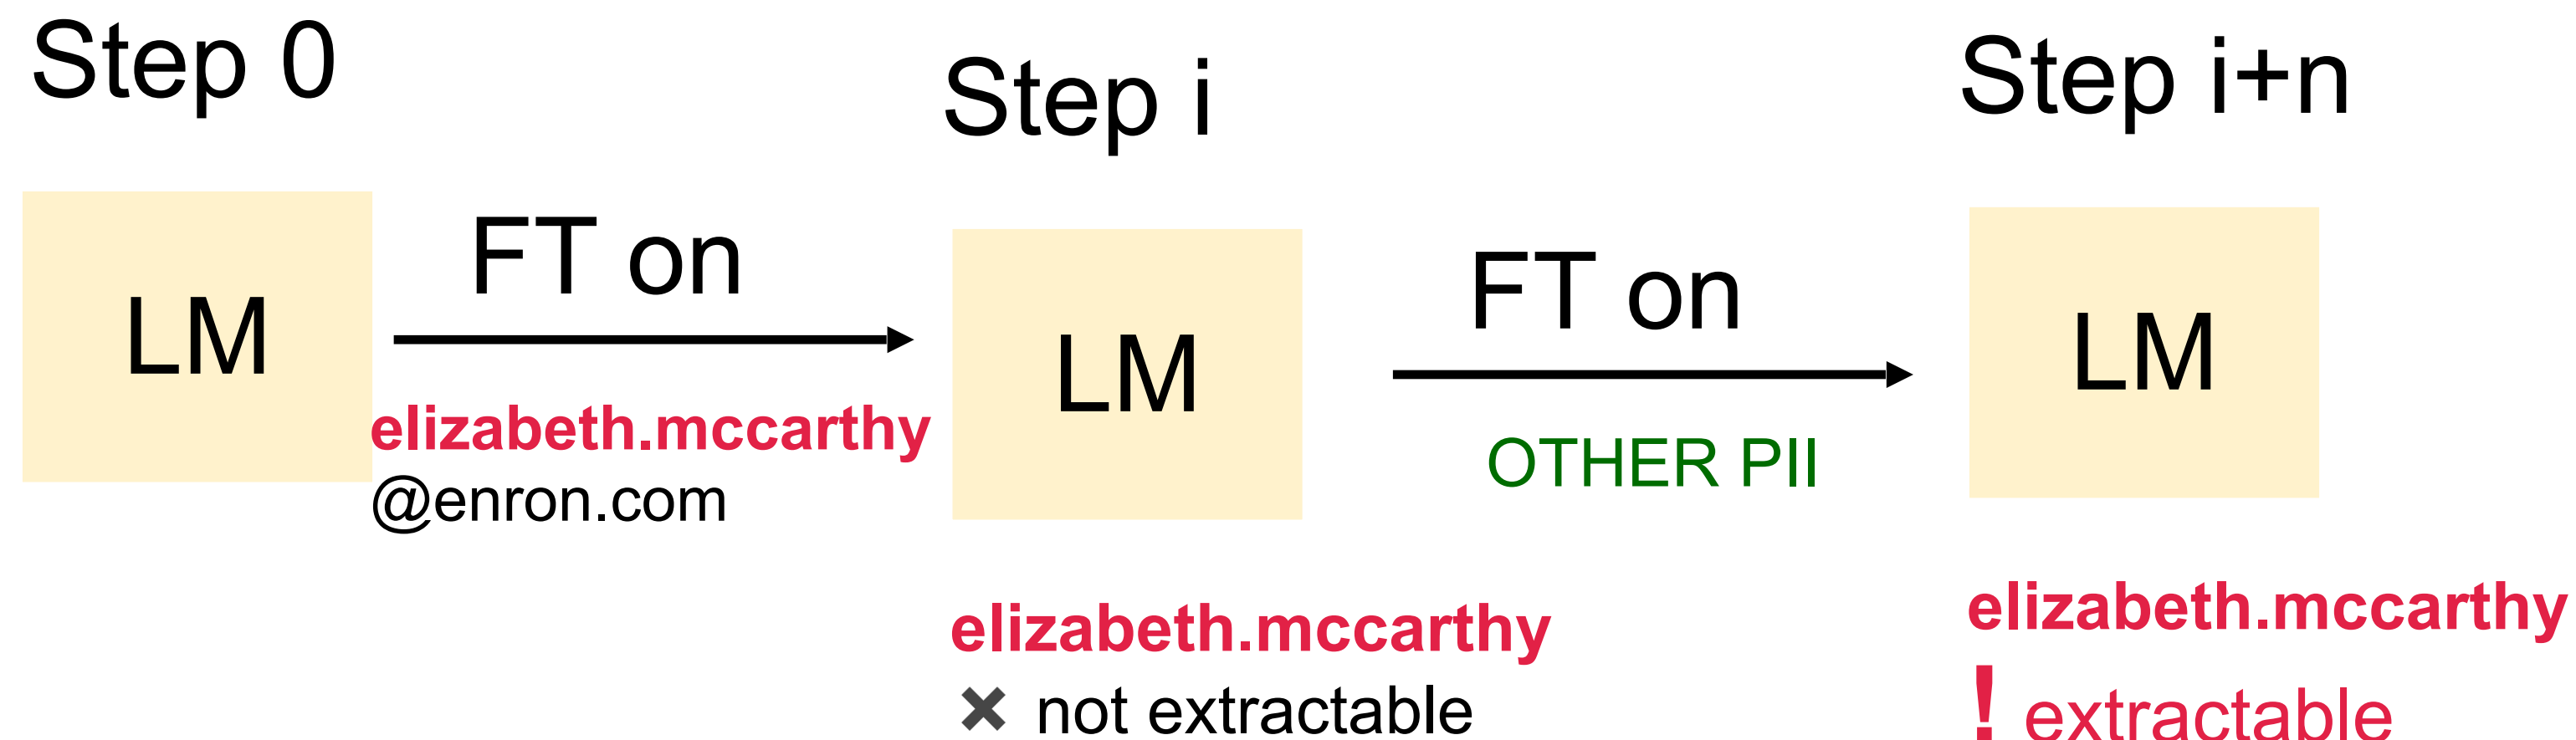 Step 0
LM
FT on
elizabeth.mccarthy
@enron.com
Step i
LM
elizabeth.mccarthy
✖ not extractable
FT on
OTHER PII
Step i+n
LM
elizabeth.mccarthy
! extractable